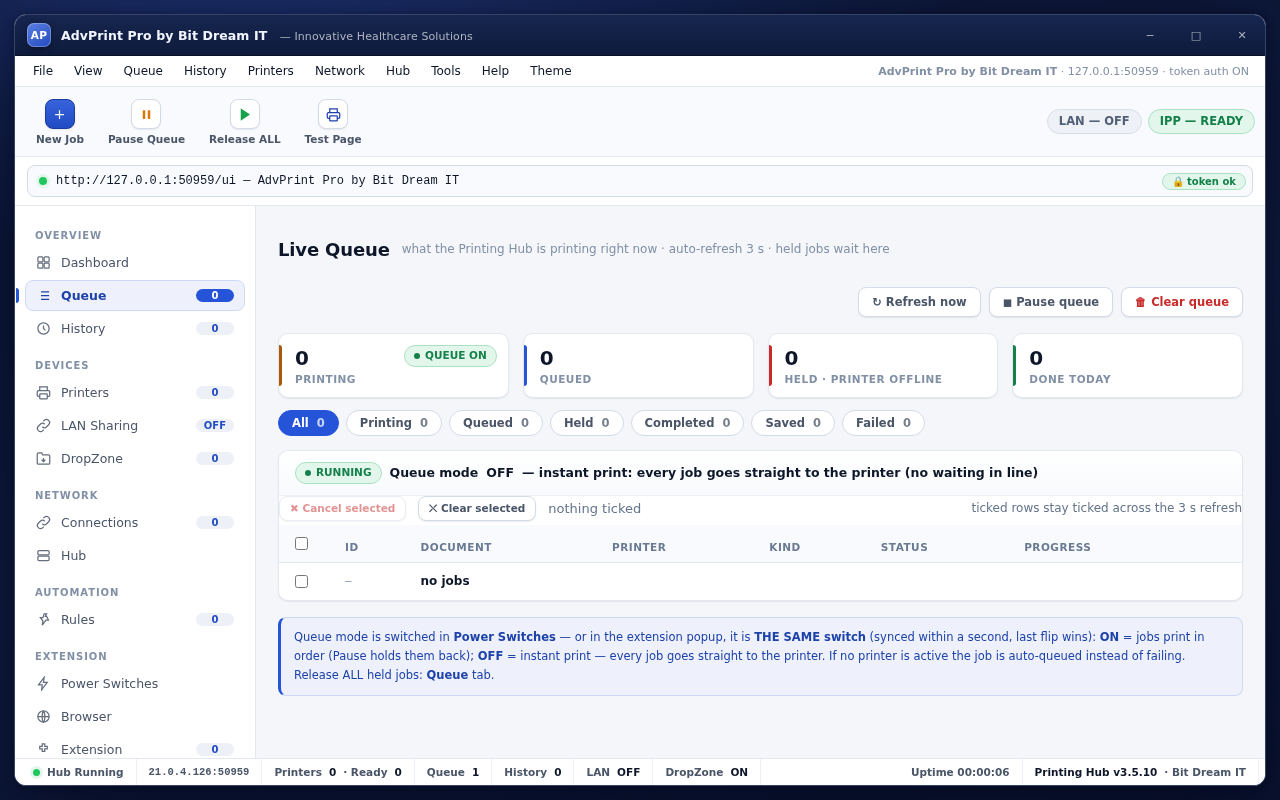 AP AdvPrint Pro by Bit Dream IT — Innovative Healthcare Solutions
File View Queue History Printers Network Hub Tools Help Theme AdvPrint Pro by Bit Dream IT · 127.0.0.1:50959 · token auth ON
New Job Pause Queue Release ALL Test Page LAN — OFF IPP — READY
http://127.0.0.1:50959/ui — AdvPrint Pro by Bit Dream IT token ok
OVERVIEW
Dashboard
Queue 0
History 0
DEVICES
Printers 0
LAN Sharing OFF
DropZone 0
NETWORK
Connections 0
Hub
AUTOMATION
Rules 0
EXTENSION
Power Switches
Browser
Extension 0
Live Queue what the Printing Hub is printing right now · auto-refresh 3 s · held jobs wait here
↻ Refresh now ◼ Pause queue Clear queue
0 QUEUE ON
PRINTING
0
QUEUED
0
HELD · PRINTER OFFLINE
0
DONE TODAY
All 0 Printing 0 Queued 0 Held 0 Completed 0 Saved 0 Failed 0
RUNNING Queue mode OFF — instant print: every job goes straight to the printer (no waiting in line)
✖ Cancel selected Clear selected nothing ticked ticked rows stay ticked across the 3 s refresh
ID DOCUMENT PRINTER KIND STATUS PROGRESS
— no jobs
Queue mode is switched in Power Switches — or in the extension popup, it is THE SAME switch (synced within a second, last flip wins): ON = jobs print in
order (Pause holds them back); OFF = instant print — every job goes straight to the printer. If no printer is active the job is auto-queued instead of failing.
Release ALL held jobs: Queue tab.
Hub Running 21.0.4.126:50959 Printers 0 · Ready 0 Queue 1 History 0 LAN OFF DropZone ON Uptime 00:00:06 Printing Hub v3.5.10 · Bit Dream IT